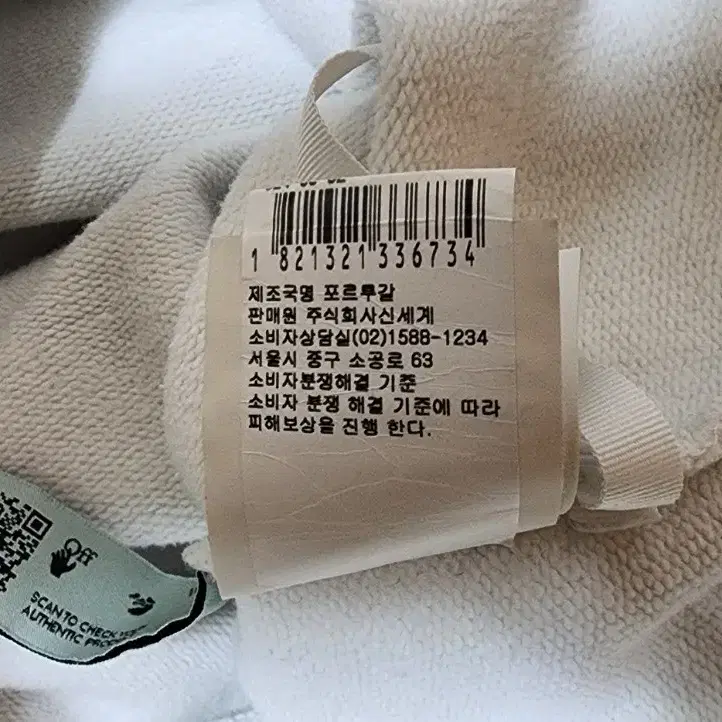 1 821321 336734
제조국명 포르투갈
판매원 주식회사신세계
소비자상담실(02)1588-1234
서울시 중구 소공로 63
소비자분쟁해결 기준
소비자 분쟁 해결 기준에 따라
피해보상을 진행 한다.
Off
SCAN TO CHECK
AUTHENTIC